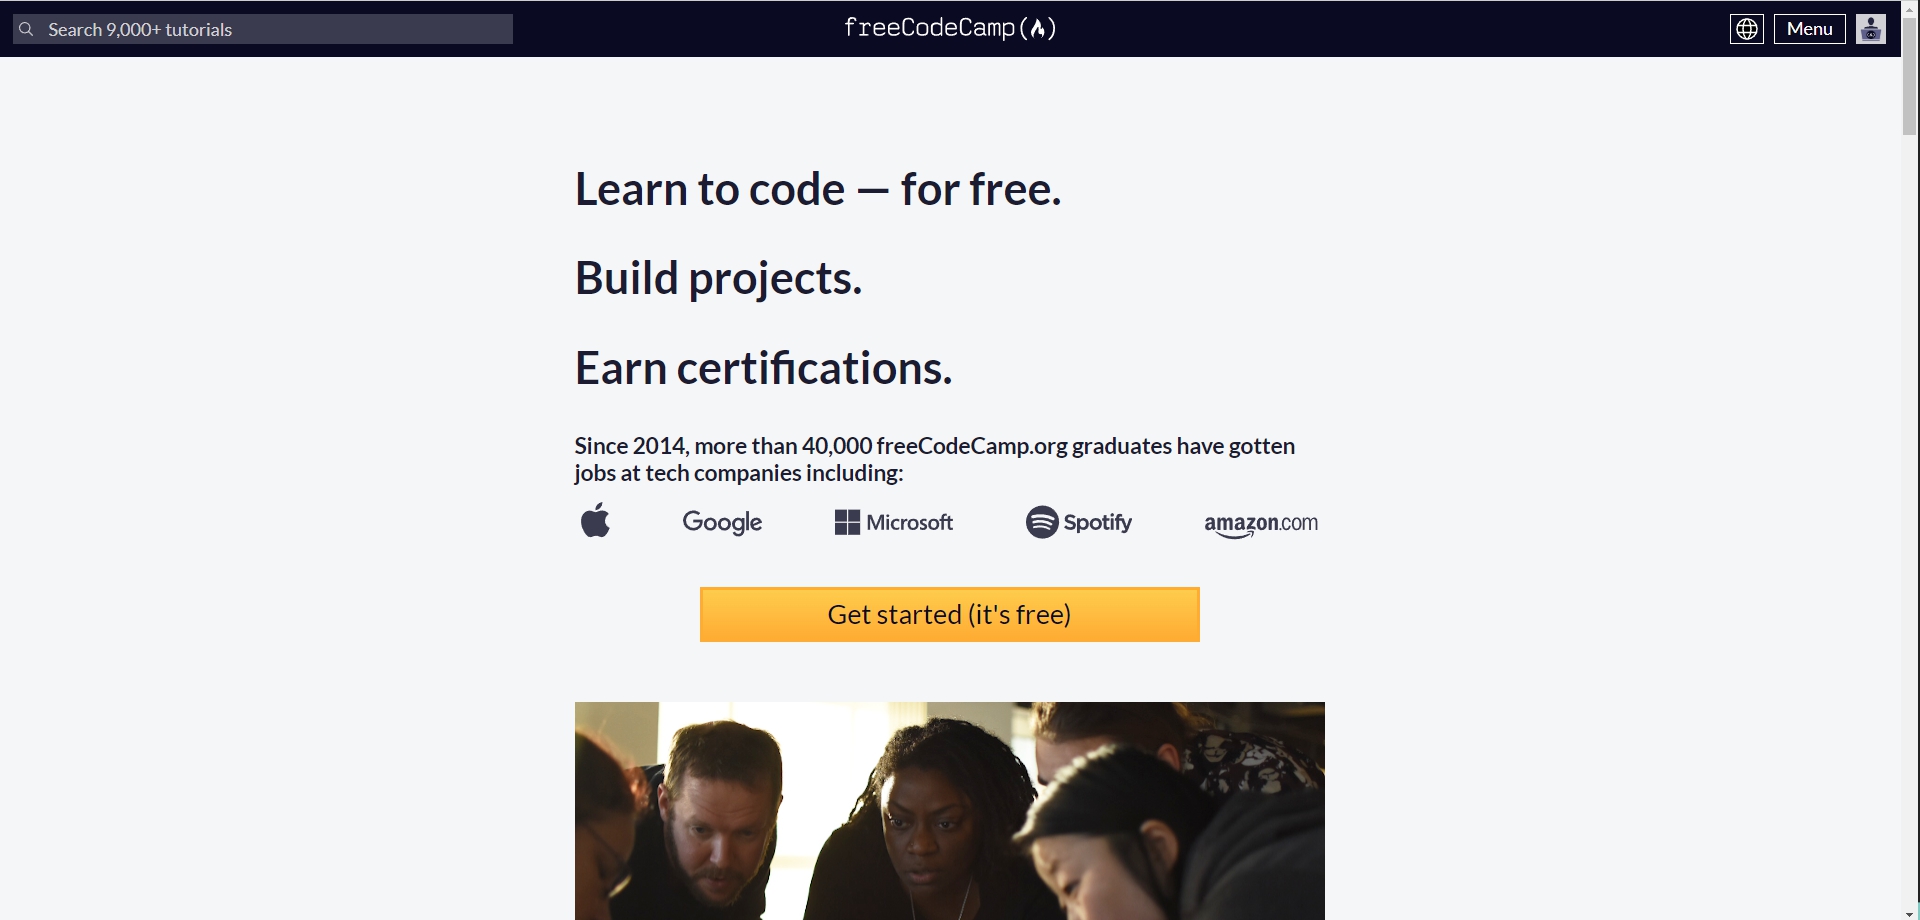 Search 9,000+ tutorials
freeCodeCamp(🔥)
Menu
Learn to code — for free.
Build projects.
Earn certifications.
Since 2014, more than 40,000 freeCodeCamp.org graduates have gotten
jobs at tech companies including:
Google
Microsoft
Spotify
amazon.com
Get started (it's free)